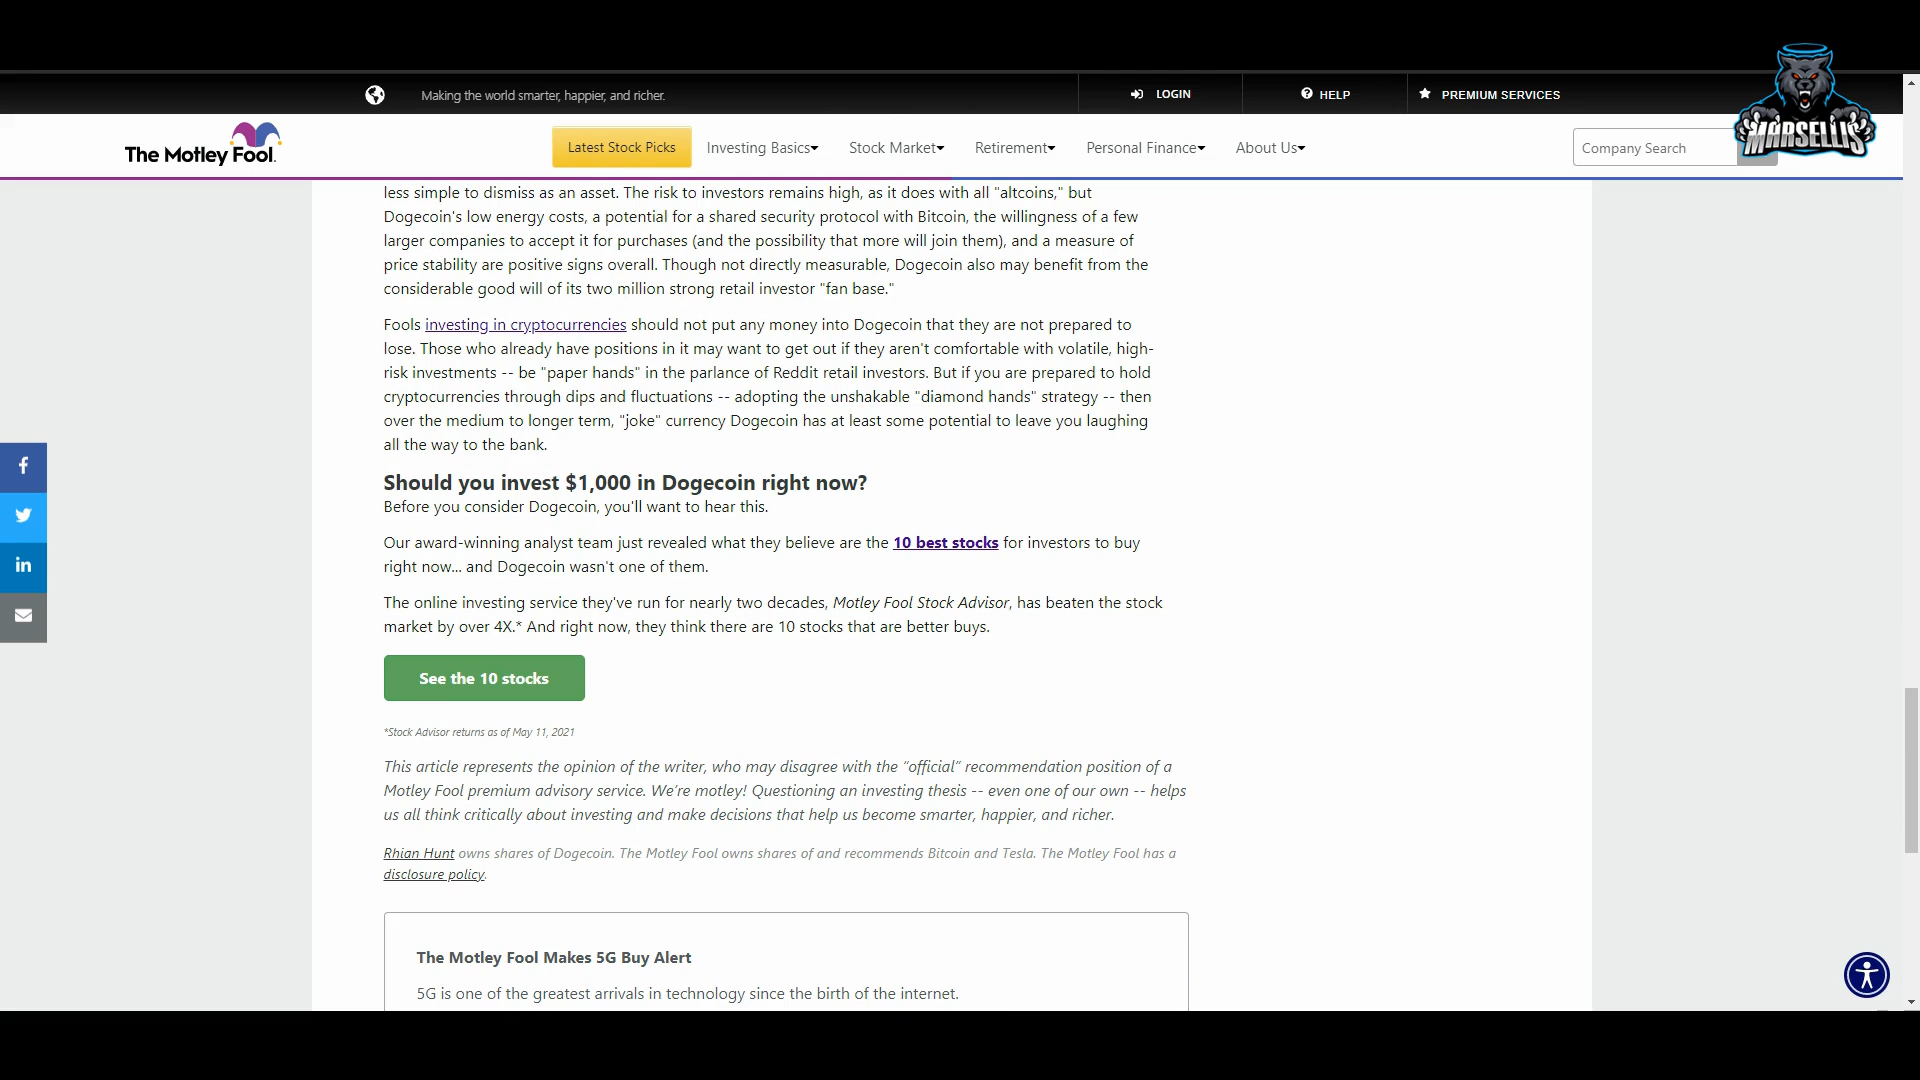 Making the world smarter, happier, and richer.
LOGIN
HELP
PREMIUM SERVICES
The Motley Fool.
Latest Stock Picks
Investing Basics
Stock Market
Retirement
Personal Finance
About Us
Company Search
MARSELLIS
less simple to dismiss as an asset. The risk to investors remains high, as it does with all "altcoins," but
Dogecoin's low energy costs, a potential for a shared security protocol with Bitcoin, the willingness of a few
larger companies to accept it for purchases (and the possibility that more will join them), and a measure of
price stability are positive signs overall. Though not directly measurable, Dogecoin also may benefit from the
considerable good will of its two million strong retail investor "fan base."
Fools investing in cryptocurrencies should not put any money into Dogecoin that they are not prepared to
lose. Those who already have positions in it may want to get out if they aren't comfortable with volatile, high-
risk investments -- be "paper hands" in the parlance of Reddit retail investors. But if you are prepared to hold
cryptocurrencies through dips and fluctuations -- adopting the unshakable "diamond hands" strategy -- then
over the medium to longer term, "joke" currency Dogecoin has at least some potential to leave you laughing
all the way to the bank.
Should you invest $1,000 in Dogecoin right now?
Before you consider Dogecoin, you'll want to hear this.
Our award-winning analyst team just revealed what they believe are the 10 best stocks for investors to buy
right now... and Dogecoin wasn't one of them.
The online investing service they've run for nearly two decades, Motley Fool Stock Advisor, has beaten the stock
market by over 4X.* And right now, they think there are 10 stocks that are better buys.
See the 10 stocks
*Stock Advisor returns as of May 11, 2021
This article represents the opinion of the writer, who may disagree with the “official” recommendation position of a
Motley Fool premium advisory service. We’re motley! Questioning an investing thesis -- even one of our own -- helps
us all think critically about investing and make decisions that help us become smarter, happier, and richer.
Rhian Hunt owns shares of Dogecoin. The Motley Fool owns shares of and recommends Bitcoin and Tesla. The Motley Fool has a
disclosure policy.
The Motley Fool Makes 5G Buy Alert
5G is one of the greatest arrivals in technology since the birth of the internet.